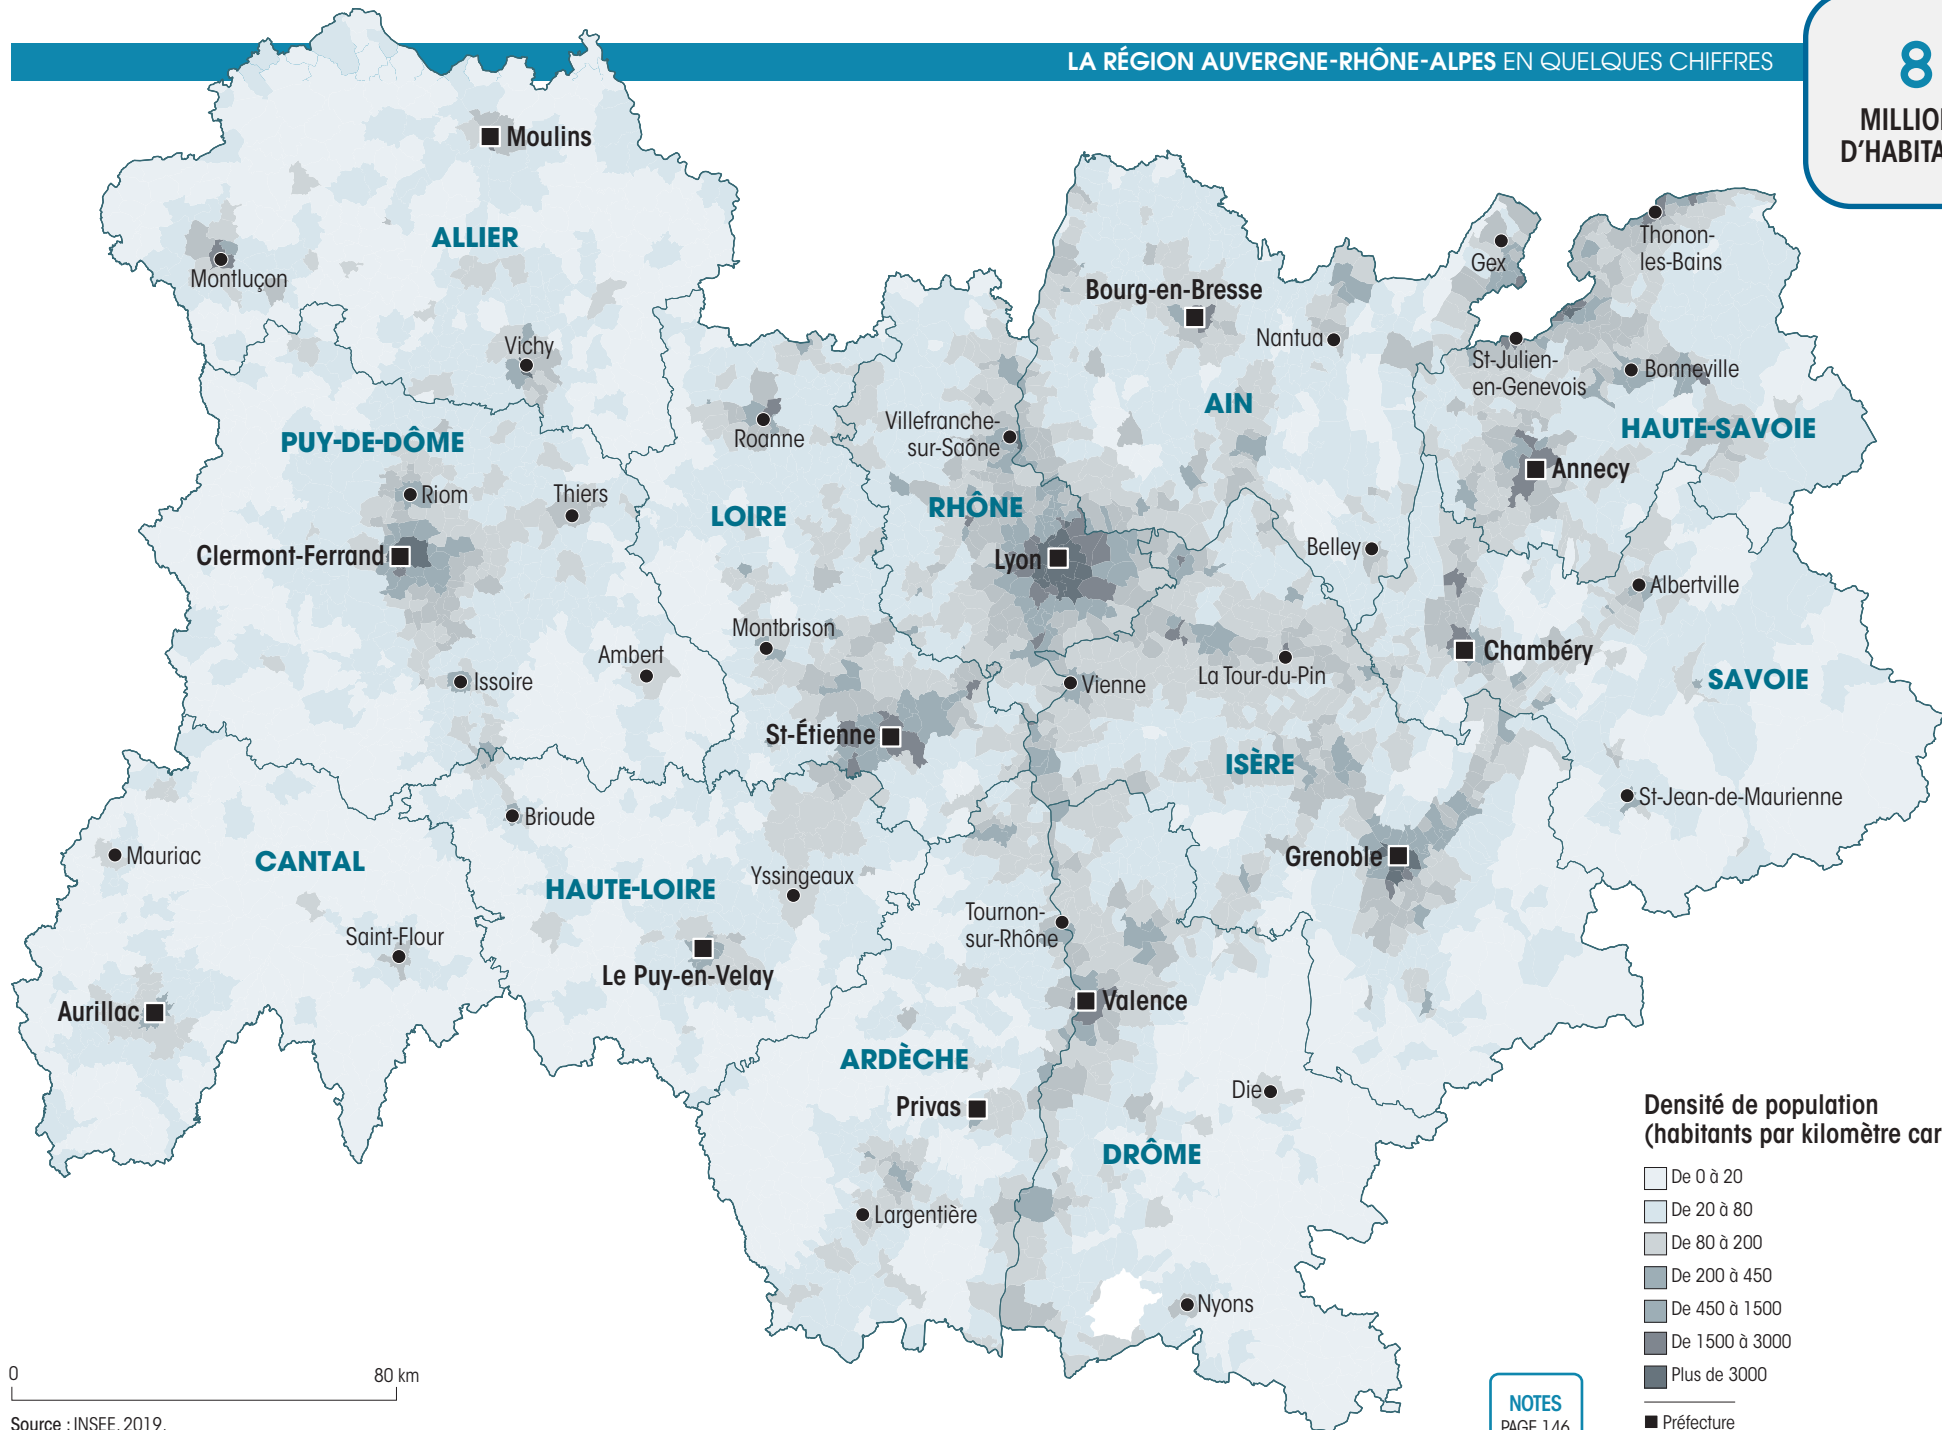 LA RÉGION AUVERGNE-RHÔNE-ALPES EN QUELQUES CHIFFRES
8
D'HABITA
Moulins
ALLIER
Montluçon
Vichy
Bourg-en-Bresse
Nantua
Gex
Thonon-
les-Bains
St-Julien-
en-Genevois
Bonneville
AIN
HAUTE-SAVOIE
Annecy
PUY-DE-DÔME
Riom
Thiers
Clermont-Ferrand
Roanne
LOIRE
Villefranche-
sur-Saône
RHÔNE
Lyon
Belley
Albertville
Montbrison
Ambert
Issoire
Vienne
La Tour-du-Pin
Chambéry
SAVOIE
St-Étienne
ISÈRE
St-Jean-de-Maurienne
Brioude
Mauriac
CANTAL
HAUTE-LOIRE
Yssingeaux
Grenoble
Tournon-
sur-Rhône
Saint-Flour
Le Puy-en-Velay
Aurillac
Valence
ARDÈCHE
Privas
Die
DRÔME
Largentière
Nyons
Densité de population
(habitants par kilomètre car
De 0 à 20
De 20 à 80
De 80 à 200
De 200 à 450
De 450 à 1500
De 1500 à 3000
Plus de 3000
Préfecture
NOTES
PAGE 146
0 80 km
Source : INSEE, 2019.